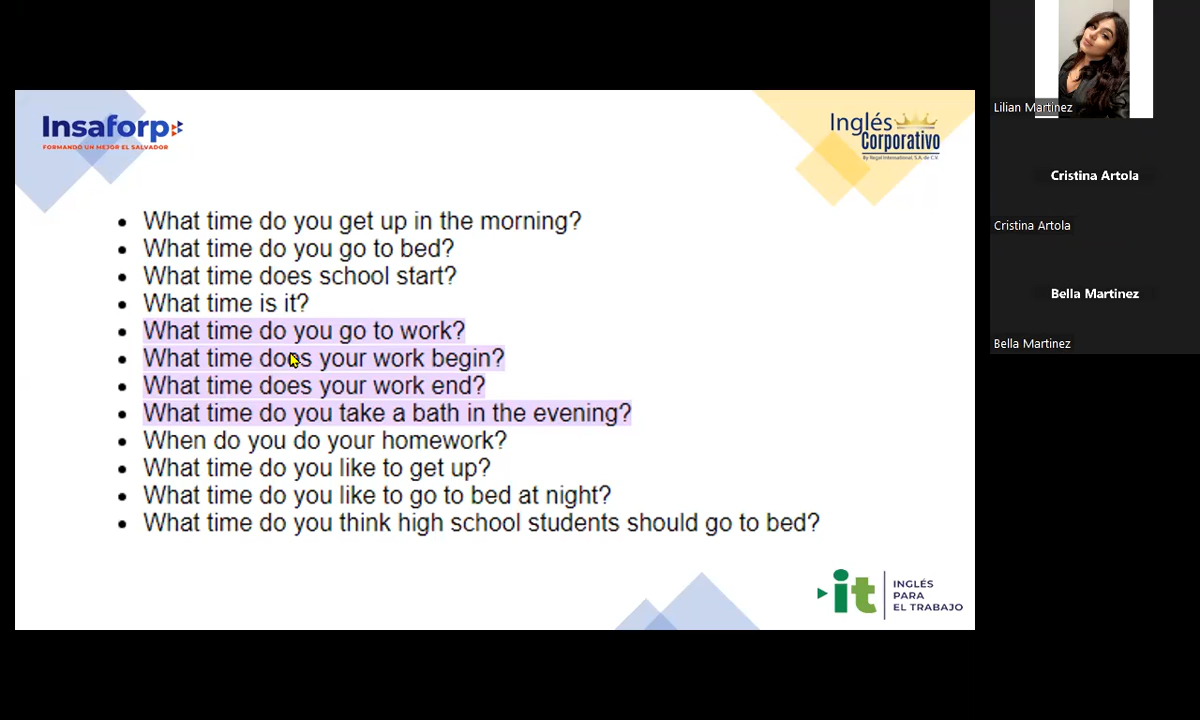 Insaforp
FORMANDO UN MEJOR EL SALVADOR
Inglés
Corporativo
By Regal International, S.A. de C.V.
• What time do you get up in the morning?
• What time do you go to bed?
• What time does school start?
• What time is it?
• What time do you go to work?
• What time does your work begin?
• What time does your work end?
• What time do you take a bath in the evening?
• When do you do your homework?
• What time do you like to get up?
• What time do you like to go to bed at night?
• What time do you think high school students should go to bed?
it
INGLÉS
PARA
EL TRABAJO
Lilian Martinez
Cristina Artola
Cristina Artola
Bella Martinez
Bella Martinez